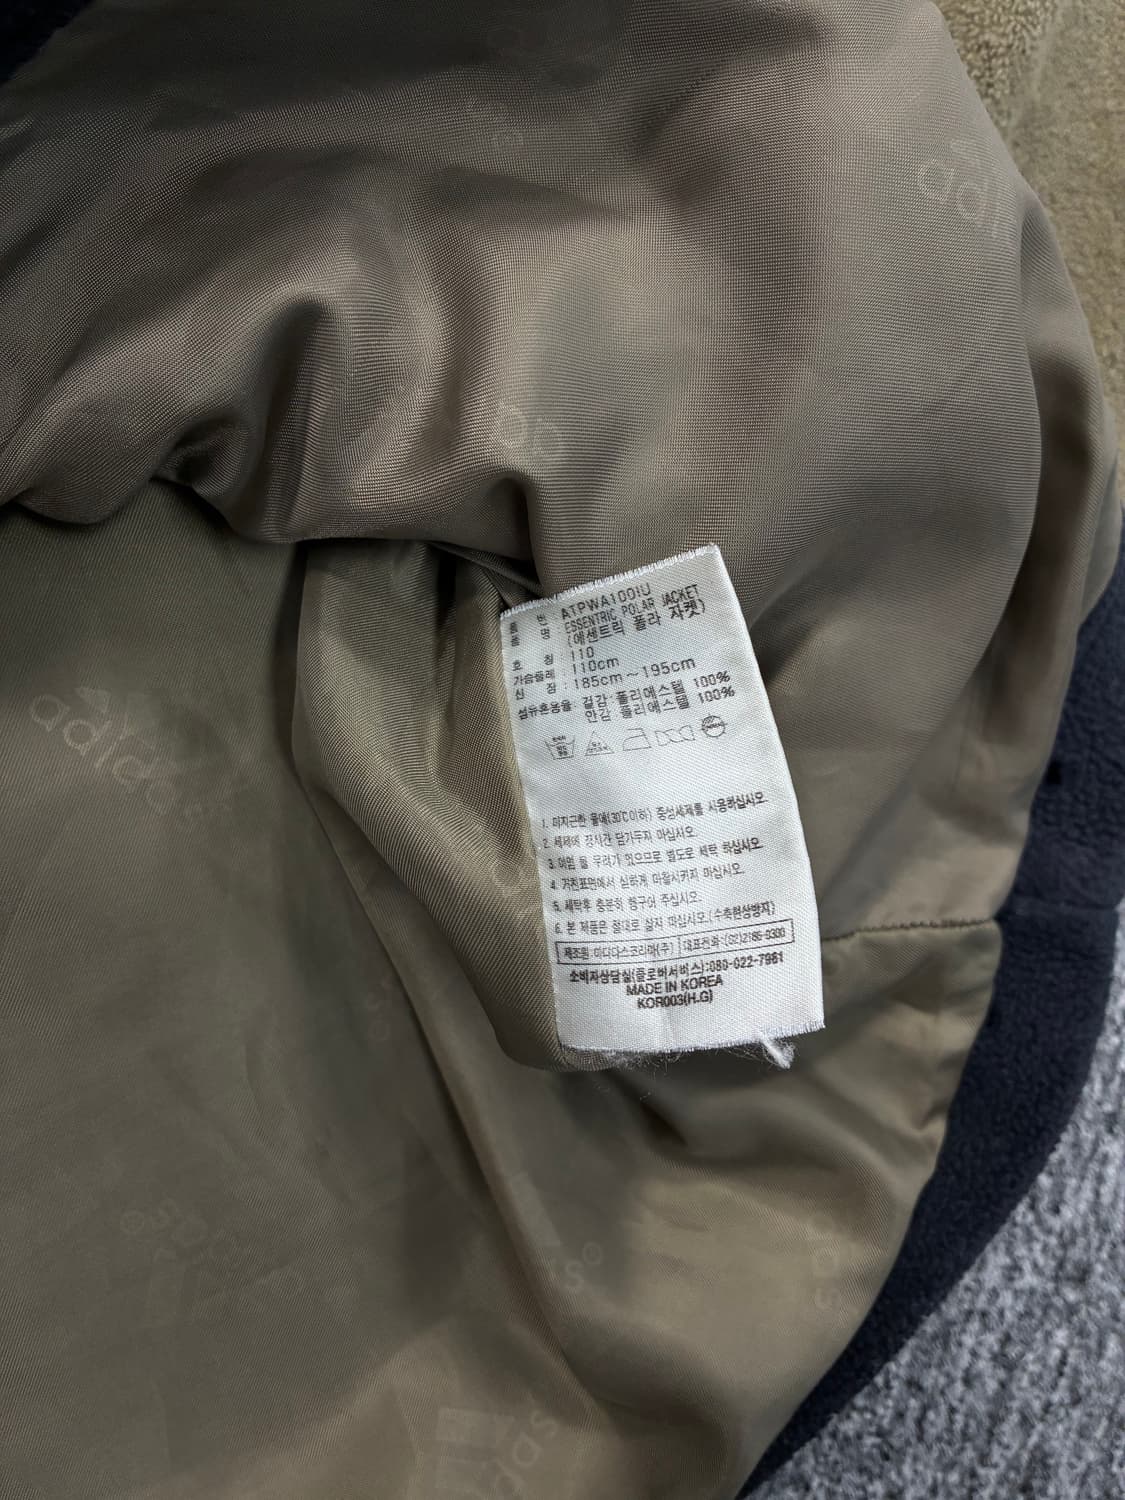 품 번 : ATPWA1001U
품 명 : ESSENTRIC POLAR JACKET
(에센트릭 폴라 자켓)
호 칭 : 110
가슴둘레 : 110cm
신 장 : 185cm~195cm
섬유혼용율 : 겉감 : 폴리에스텔 100%
안감 : 폴리에스텔 100%
1. 미지근한 물에(30℃이하) 중성세제를 사용하십시오.
2. 세제에 장시간 담가두지 마십시오.
3. 이염 될 우려가 있으므로 별도로 세탁 하십시오.
4. 거친표면에서 심하게 마찰시키지 마십시오.
5. 세탁후 충분히 헹구어 주십시오.
6. 본 제품은 절대로 삶지 마십시오.(수축현상방지)
제조원 : 아디다스코리아(주) 대표전화 : (02)2186-0300
소비자상담실(클로버서비스):080-022-7961
MADE IN KOREA
KOR003(H.G)
adidas
adidas